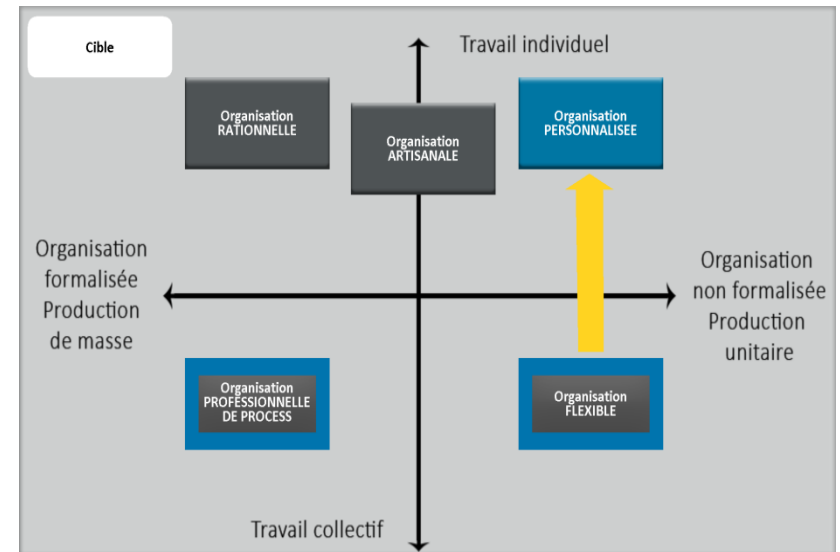 Cible
Travail individuel
Organisation
RATIONNELLE
Organisation
ARTISANALE
Organisation
PERSONNALISEE
Organisation
formalisée
Production
de masse
Organisation
non formalisée
Production
unitaire
Organisation
PROFESSIONNELLE
DE PROCESS
Organisation
FLEXIBLE
Travail collectif